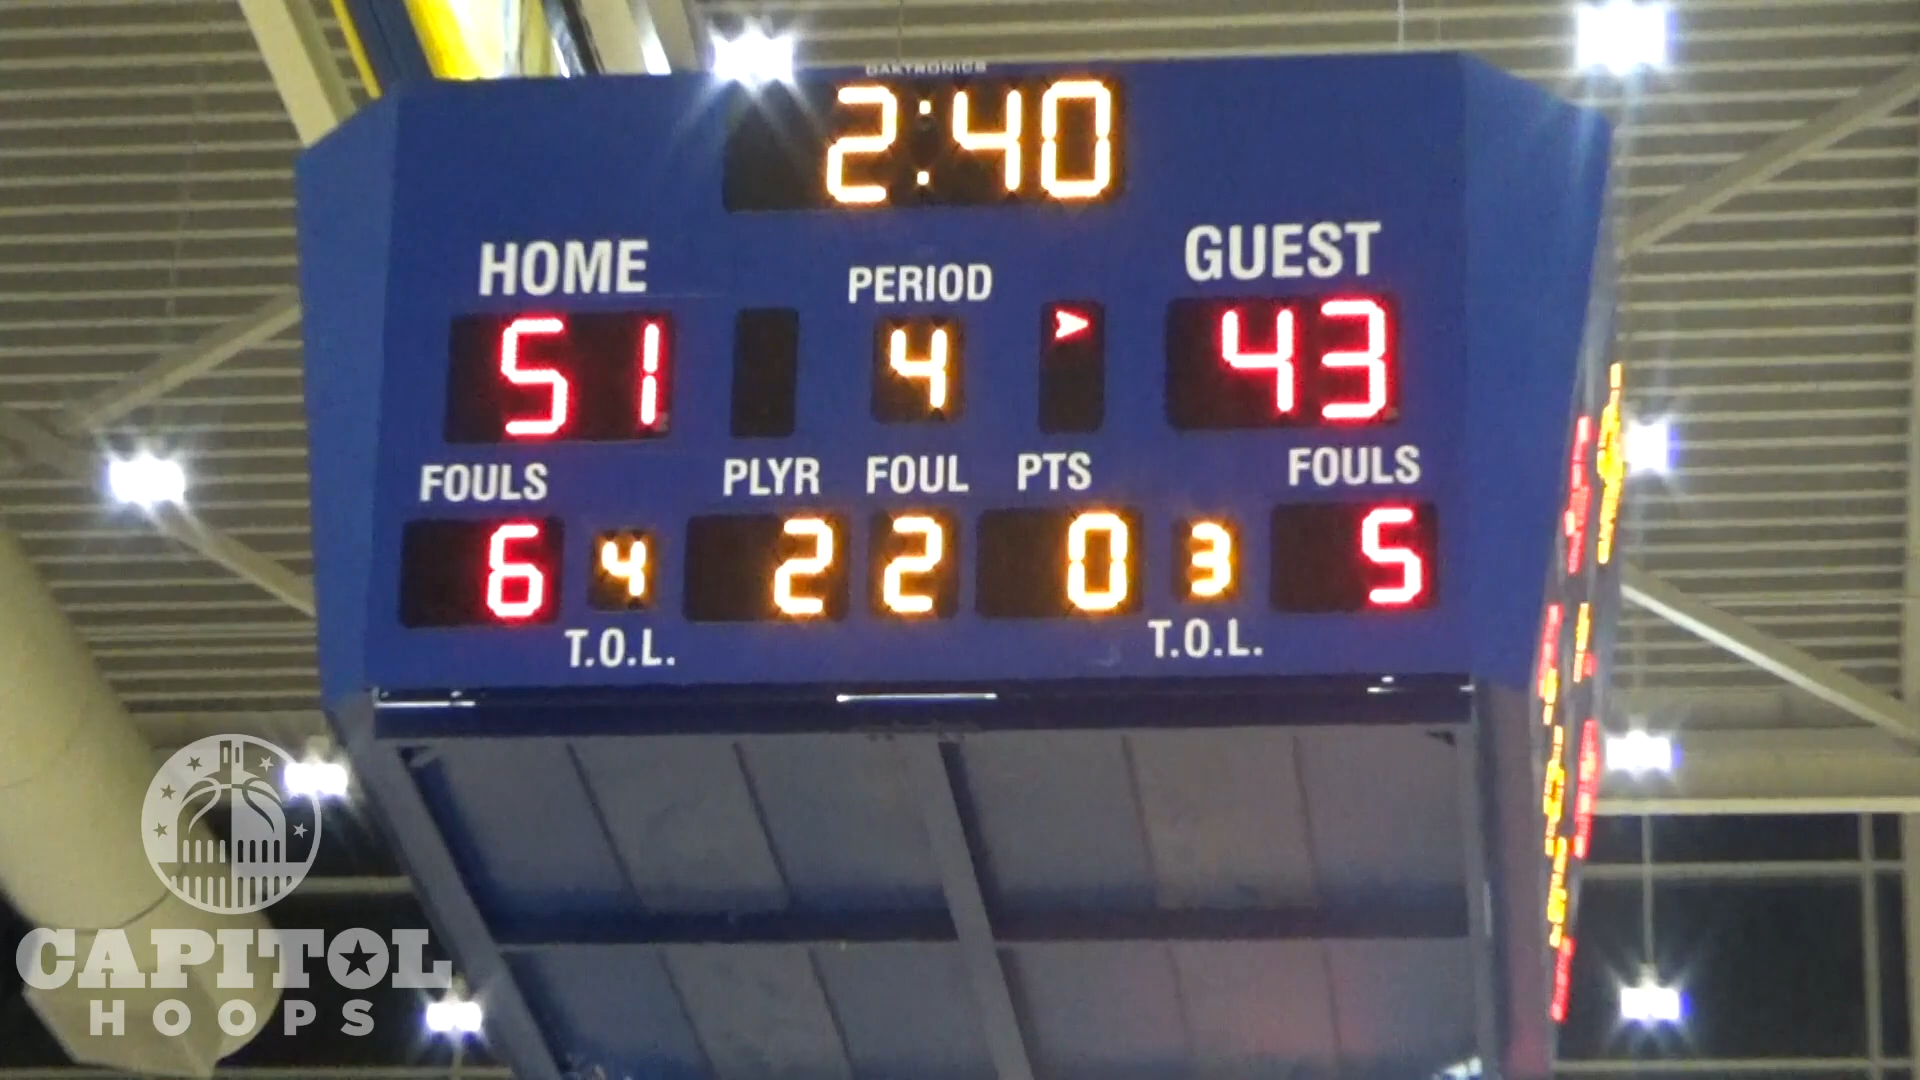 DAKTRONICS
2:40
HOME PERIOD GUEST
51 4 43
FOULS PLYR FOUL PTS FOULS
6 4 2 2 0 3 5
T.O.L. T.O.L.
CAPITOL
HOOPS